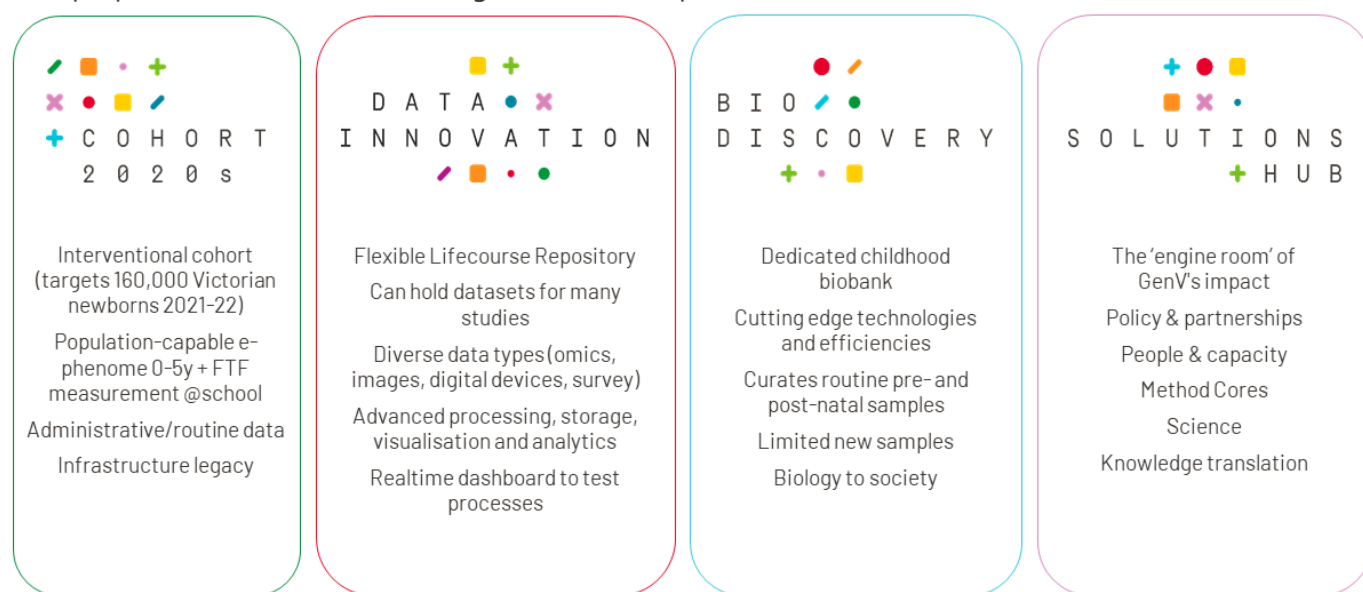 COHORT
2020s
Interventional cohort
(targets 160,000 Victorian
newborns 2021-22)
Population-capable e-
phenome 0-5y + FTF
measurement @school
Administrative/routine data
Infrastructure legacy
DATA
INNOVATION
Flexible Lifecourse Repository
Can hold datasets for many
studies
Diverse data types (omics,
images, digital devices, survey)
Advanced processing, storage,
visualisation and analytics
Realtime dashboard to test
processes
BIO
DISCOVERY
Dedicated childhood
biobank
Cutting edge technologies
and efficiencies
Curates routine pre- and
post-natal samples
Limited new samples
Biology to society
SOLUTIONS
HUB
The ‘engine room’ of
GenV's impact
Policy & partnerships
People & capacity
Method Cores
Science
Knowledge translation